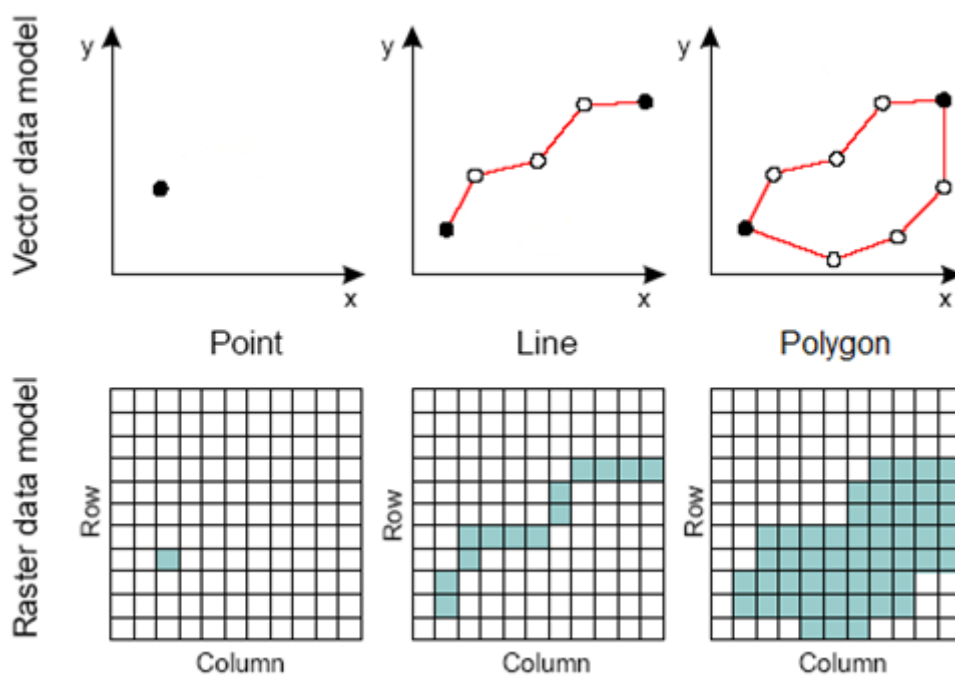 Vector data model
y
x
y
x
y
x
Point
Line
Polygon
Raster data model
Row
Column
Row
Column
Row
Column